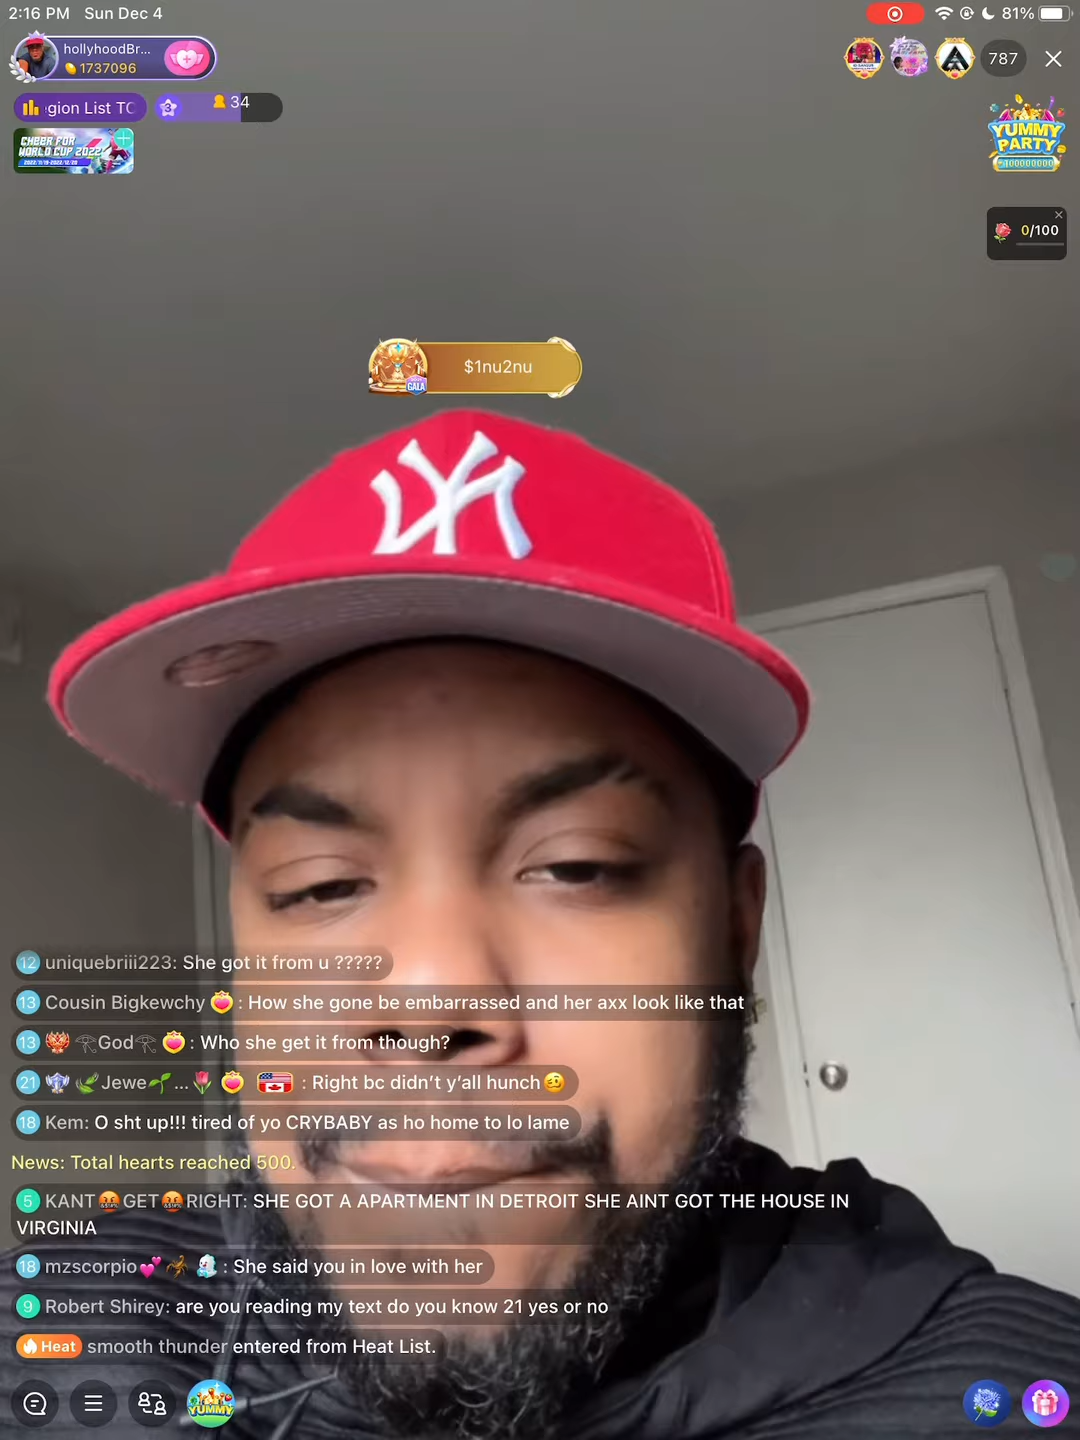 2:16 PM Sun Dec 4 81%
hollyhoodBr...
1737096
787
gion List TO
3 34
CHEER FOR
WORLD CUP 2022
YUMMY
PARTY
100000000
0/100
$1nu2nu
GALA
NY
12 uniquebriii223: She got it from u ?????
13 Cousin Bigkewchy 😍 : How she gone be embarrassed and her axx look like that
13 God : Who she get it from though?
21 🌿Jewe🌱...🌷 : Right bc didn't y'all hunch🥴
18 Kem: O sht up!!! tired of yo CRYBABY as ho home to lo lame
News: Total hearts reached 500.
5 KANT🤬GET🤬RIGHT: SHE GOT A APARTMENT IN DETROIT SHE AINT GOT THE HOUSE IN
VIRGINIA
18 mzscorpio💕🦂 : She said you in love with her
9 Robert Shirey: are you reading my text do you know 21 yes or no
Heat smooth thunder entered from Heat List.
YUMMY